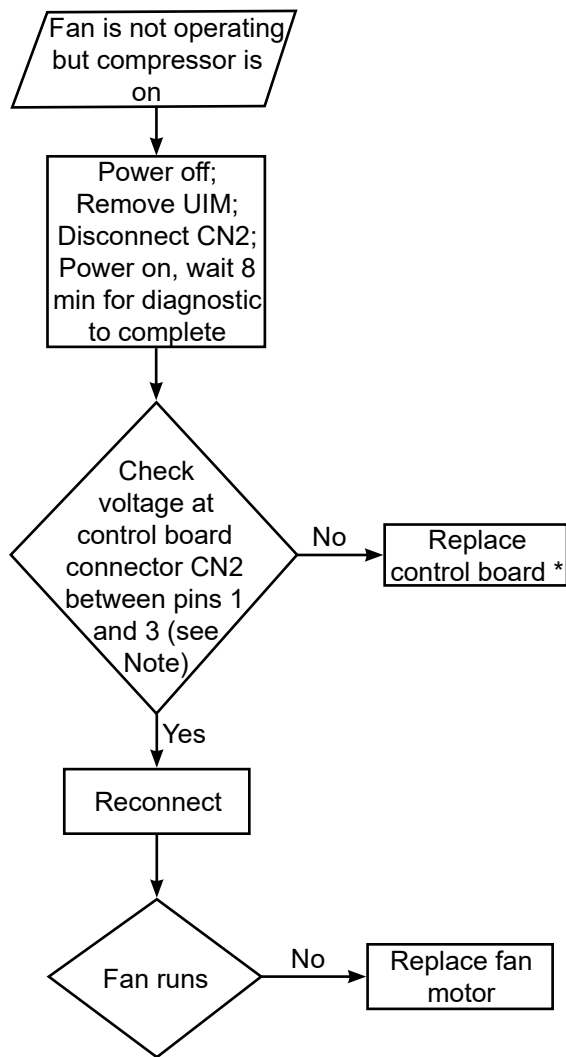 Fan is not operating
but compressor is
on
Power off;
Remove UIM;
Disconnect CN2;
Power on, wait 8
min for diagnostic
to complete
Check
voltage at
control board
connector CN2
between pins 1
and 3 (see
Note)
No
Replace
control board *
Yes
Reconnect
Fan runs
No
Replace fan
motor